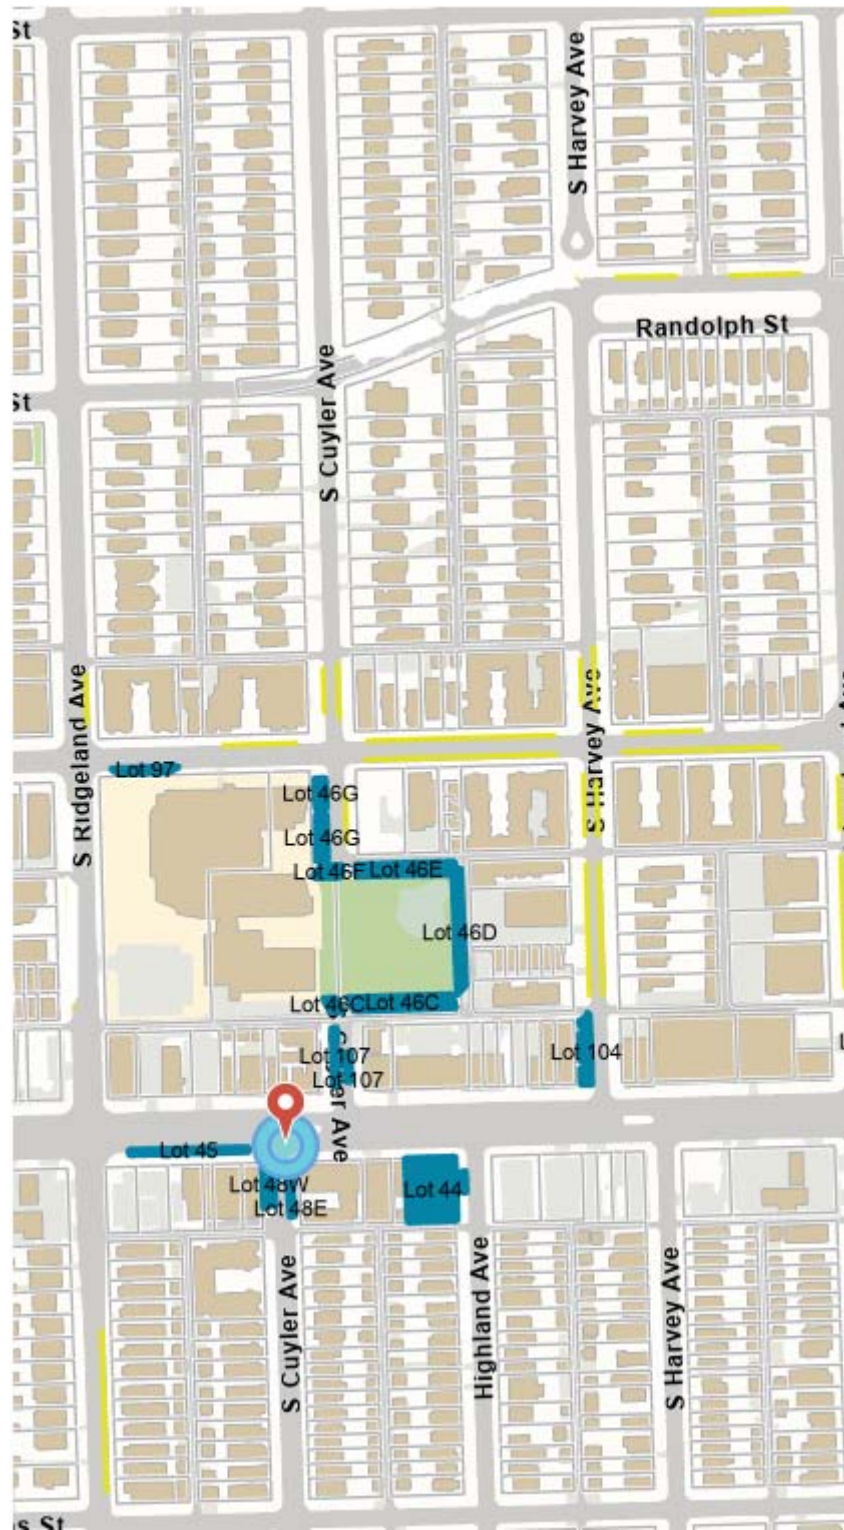 St
S Harvey Ave
Randolph St
S Cuyler Ave
St
S Ridgeland Ave
S Harvey Ave
Lot 97
Lot 46G
Lot 46G
Lot 46F
Lot 46E
Lot 46D
Lot 46C
Lot 46C
Lot 107
Lot 107
Lot 104
S Cuyler Ave
Lot 45
Lot 48W
Lot 48E
Lot 44
S Cuyler Ave
Highland Ave
S Harvey Ave